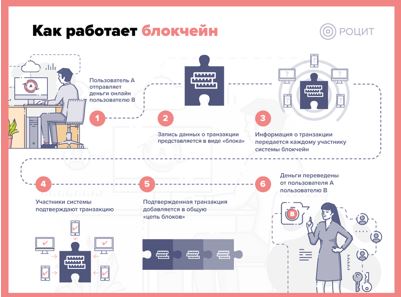 Как работает блокчейн
РОЦИТ
Пользователь А
отправляет
деньги онлайн
пользователю В
1
2
3
Запись данных о транзакции
представляется в виде «блока»
Информация о транзакции
передается каждому участнику
системы блокчейн
4
5
6
Участники системы
подтверждают транзакцию
Подтвержденная транзакция
добавляется в общую
«цепь блоков»
Деньги переведены
от пользователя А
пользователю В